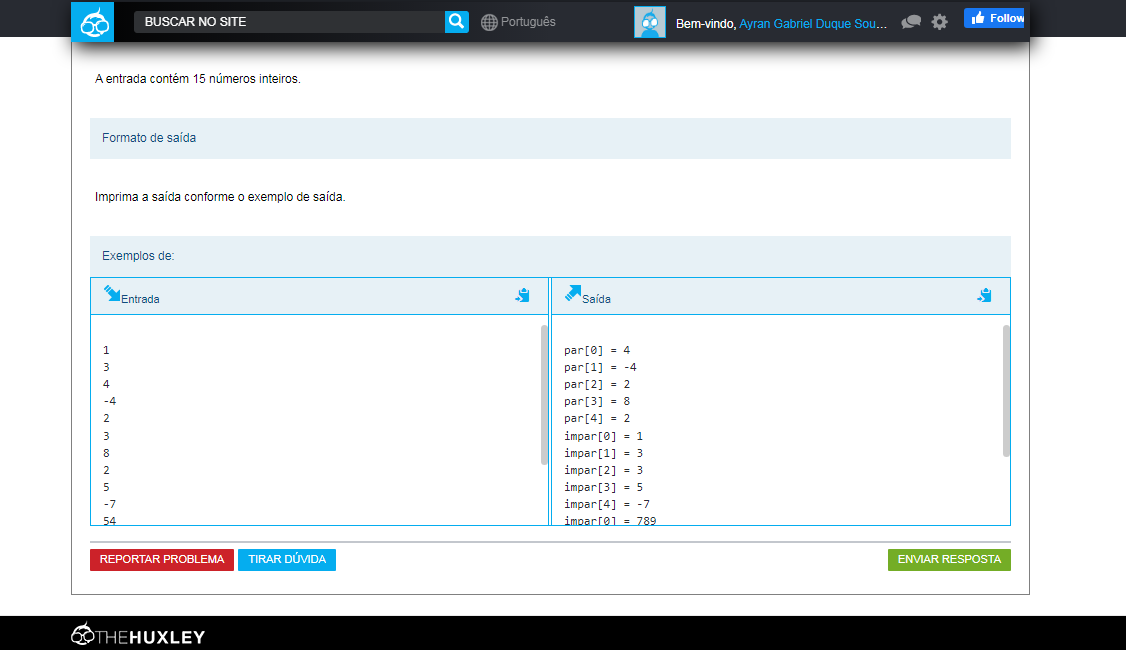 BUSCAR NO SITE
Português
Bem-vindo, Ayran Gabriel Duque Sou...
Follow
A entrada contém 15 números inteiros.
Formato de saída
Imprima a saída conforme o exemplo de saída.
Exemplos de:
Entrada
Saída
1
3
4
-4
2
3
8
2
5
-7
54
par[0] = 4
par[1] = -4
par[2] = 2
par[3] = 8
par[4] = 2
impar[0] = 1
impar[1] = 3
impar[2] = 3
impar[3] = 5
impar[4] = -7
impar[0] = 789
REPORTAR PROBLEMA
TIRAR DÚVIDA
ENVIAR RESPOSTA
THEHUXLEY